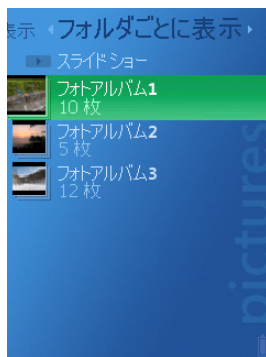 表示 フォルダごとに表示
スライドショー
フォトアルバム1
10 枚
フォトアルバム2
5 枚
フォトアルバム3
12 枚
pictures